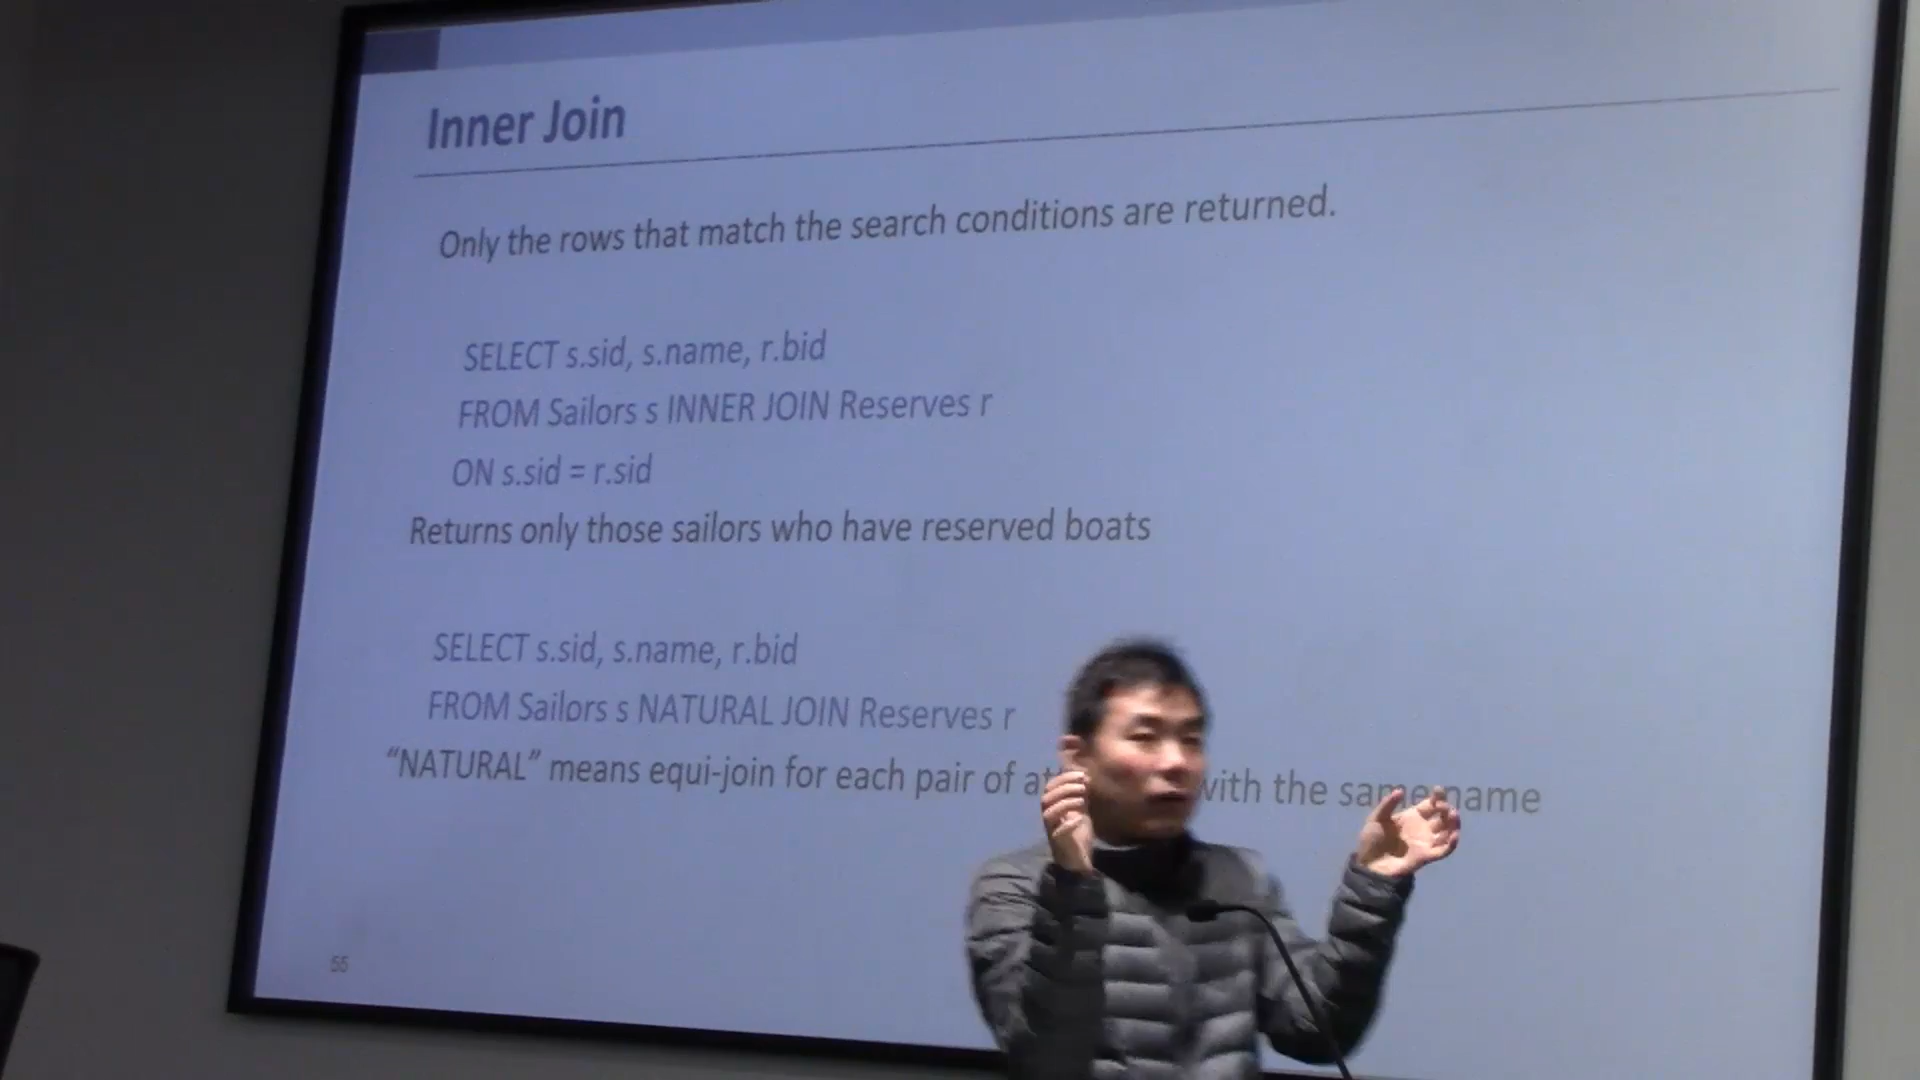 Inner Join
Only the rows that match the search conditions are returned.
SELECT s.sid, s.name, r.bid
FROM Sailors s INNER JOIN Reserves r
ON s.sid = r.sid
Returns only those sailors who have reserved boats
SELECT s.sid, s.name, r.bid
FROM Sailors s NATURAL JOIN Reserves r
“NATURAL” means equi-join for each pair of with the same name
55